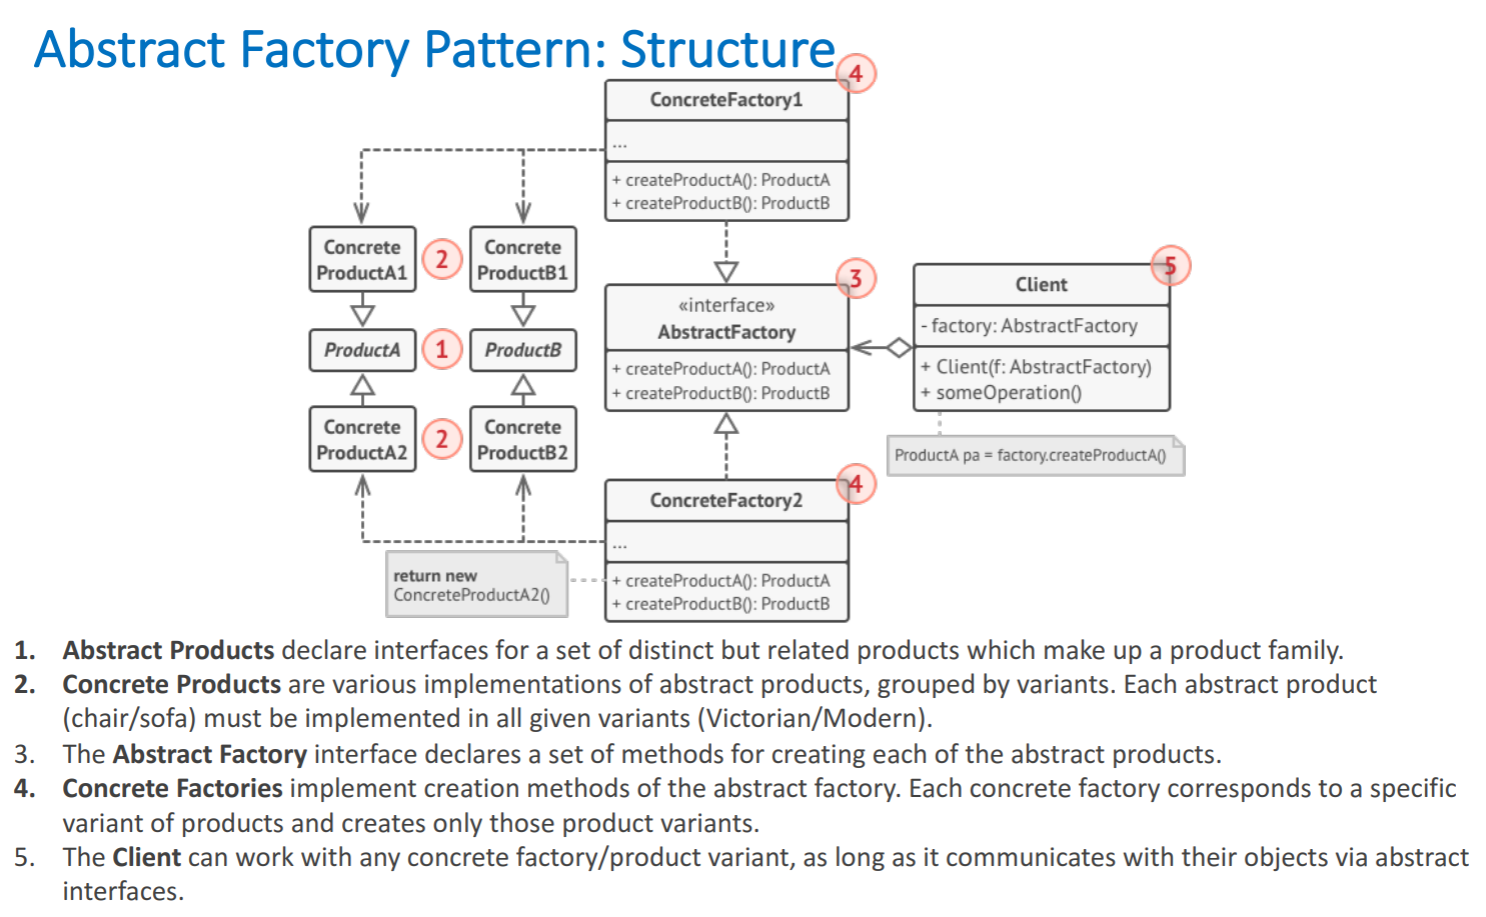 Abstract Factory Pattern: Structure
4
ConcreteFactory1
...
+ createProductA(): ProductA
+ createProductB(): ProductB
Concrete
ProductA1
2
Concrete
ProductB1
ProductA
1
ProductB
Concrete
ProductA2
2
Concrete
ProductB2
3
«interface»
AbstractFactory
+ createProductA(): ProductA
+ createProductB(): ProductB
5
Client
- factory: AbstractFactory
+ Client(f: AbstractFactory)
+ someOperation()
ProductA pa = factory.createProductA()
4
ConcreteFactory2
...
+ createProductA(): ProductA
+ createProductB(): ProductB
return new
ConcreteProductA2()
1. Abstract Products declare interfaces for a set of distinct but related products which make up a product family.
2. Concrete Products are various implementations of abstract products, grouped by variants. Each abstract product
(chair/sofa) must be implemented in all given variants (Victorian/Modern).
3. The Abstract Factory interface declares a set of methods for creating each of the abstract products.
4. Concrete Factories implement creation methods of the abstract factory. Each concrete factory corresponds to a specific
variant of products and creates only those product variants.
5. The Client can work with any concrete factory/product variant, as long as it communicates with their objects via abstract
interfaces.